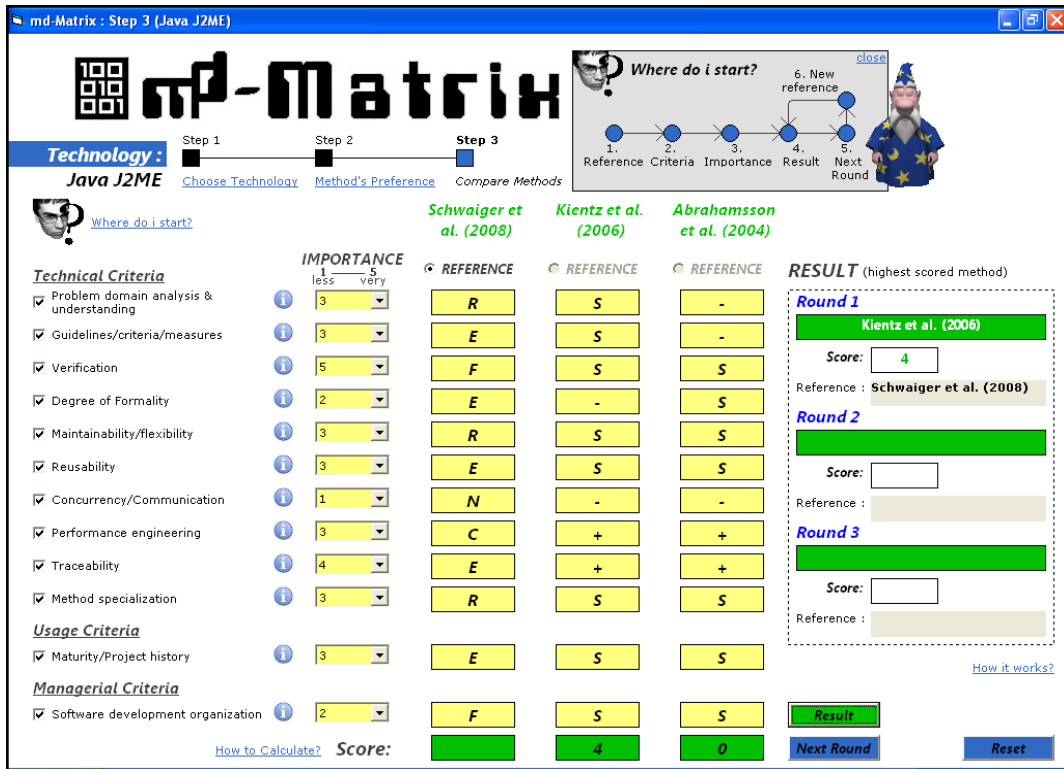 md-Matrix : Step 3 (Java J2ME)
100
010
001
md-Matrix
Where do i start?
close
6. New
reference
1.
Reference
2.
Criteria
3.
Importance
4.
Result
5.
Next
Round
Technology :
Java J2ME
Step 1
Choose Technology
Step 2
Method's Preference
Step 3
Compare Methods
Where do i start?
Schwaiger et
al. (2008)
Kientz et al.
(2006)
Abrahamsson
et al. (2004)
Technical Criteria
IMPORTANCE
1 5
less very
REFERENCE REFERENCE REFERENCE
RESULT (highest scored method)
Problem domain analysis &
understanding
3 R S -
Guidelines/criteria/measures 3 E S -
Verification 5 F S S
Degree of Formality 2 E - S
Maintainability/flexibility 3 R S S
Reusability 3 E S S
Concurrency/Communication 1 N - -
Performance engineering 3 C + +
Traceability 4 E + +
Method specialization 3 R S S
Usage Criteria
Maturity/Project history 3 E S S
Managerial Criteria
Software development organization 2 F S S
How to Calculate? Score: 4 0
Round 1
Kientz et al. (2006)
Score: 4
Reference : Schwaiger et al. (2008)
Round 2
Score:
Reference :
Round 3
Score:
Reference :
How it works?
Result
Next Round
Reset